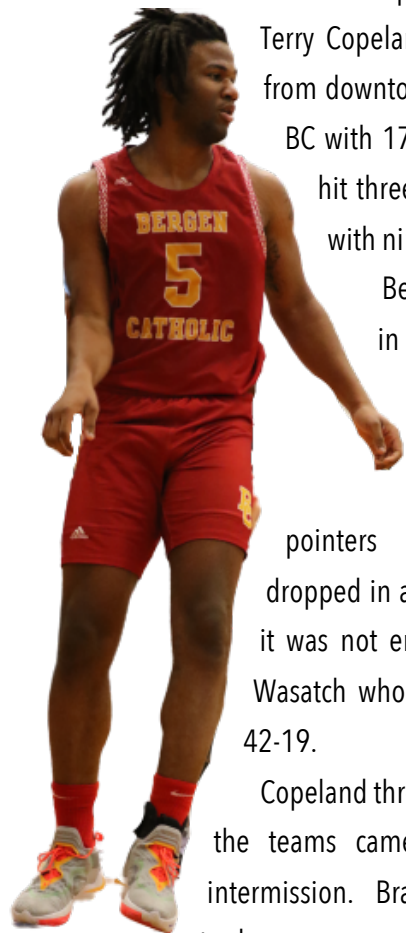 Terry Copela
from downto
BC with 17
hit three
with ni
Be
in
BERGEN
5
CATHOLIC
BC
pointers
dropped in a
it was not er
Wasatch who
42-19.
Copeland thr
the teams came
intermission. Bra